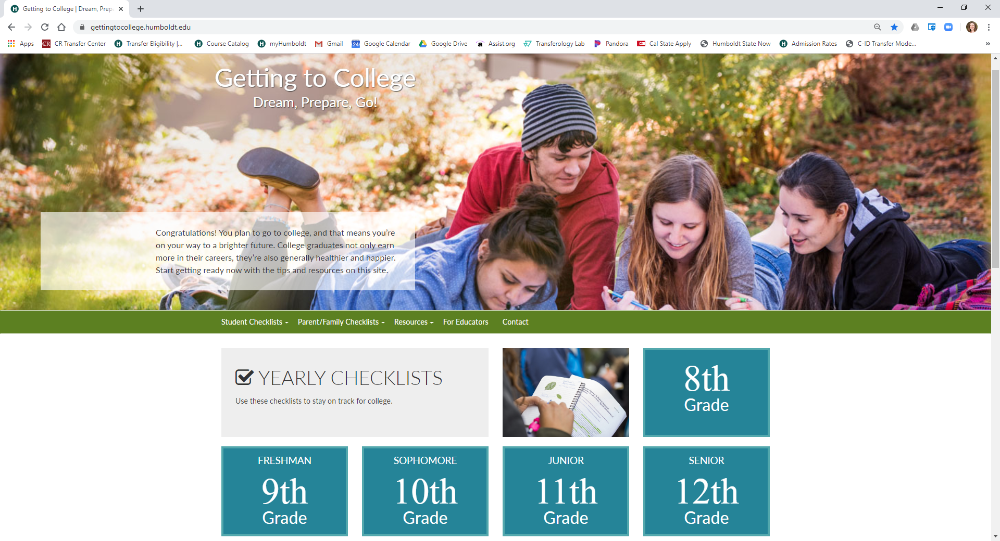 Getting to College | Dream, Prep
gettingtocollege.humboldt.edu
Apps CR CR Transfer Center H Transfer Eligibility |... H Course Catalog H myHumboldt Gmail 24 Google Calendar Google Drive a Assist.org Transferology Lab Pandora CSU Cal State Apply Humboldt State Now H Admission Rates C-ID Transfer Mode... »
Getting to College
Dream, Prepare, Go!
Congratulations! You plan to go to college, and that means you're
on your way to a brighter future. College graduates not only earn
more in their careers, they're also generally healthier and happier.
Start getting ready now with the tips and resources on this site.
Student Checklists Parent/Family Checklists Resources For Educators Contact
YEARLY CHECKLISTS
Use these checklists to stay on track for college.
8th
Grade
FRESHMAN
9th
Grade
SOPHOMORE
10th
Grade
JUNIOR
11th
Grade
SENIOR
12th
Grade